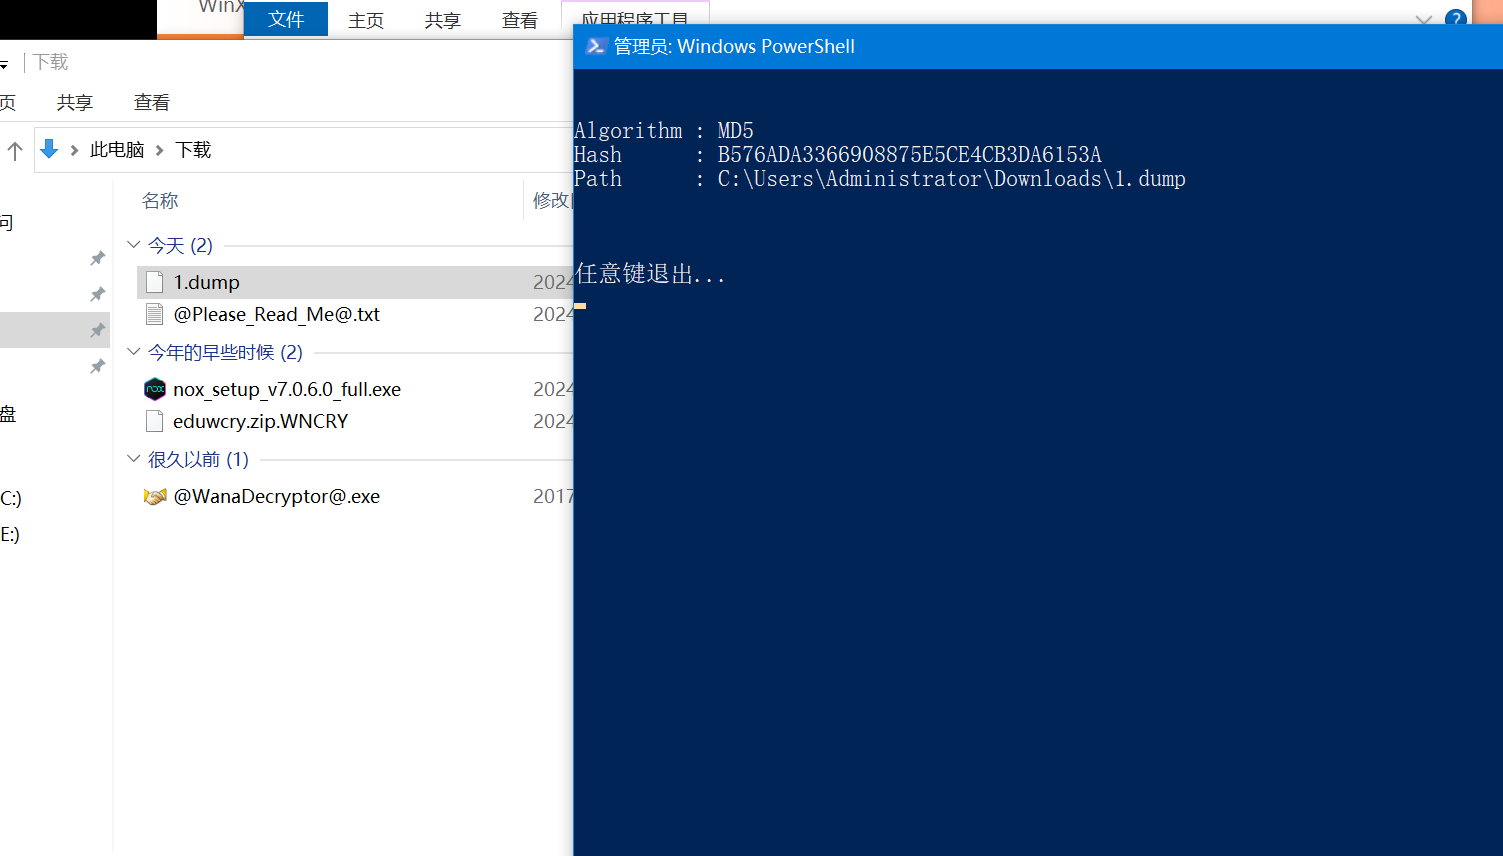 WinX
文件 主页 共享 查看 应用程序工具
下载
页 共享 查看
此电脑 下载
名称 修改
问
今天 (2)
1.dump 2024
@Please_Read_Me@.txt 2024
今年的早些时候 (2)
nox_setup_v7.0.6.0_full.exe 2024
eduwcry.zip.WNCRY 2024
盘
很久以前 (1)
@WanaDecryptor@.exe 2017
C:)
E:)
管理员: Windows PowerShell
Algorithm : MD5
Hash : B576ADA3366908875E5CE4CB3DA6153A
Path : C:\Users\Administrator\Downloads\1.dump
任意键退出...